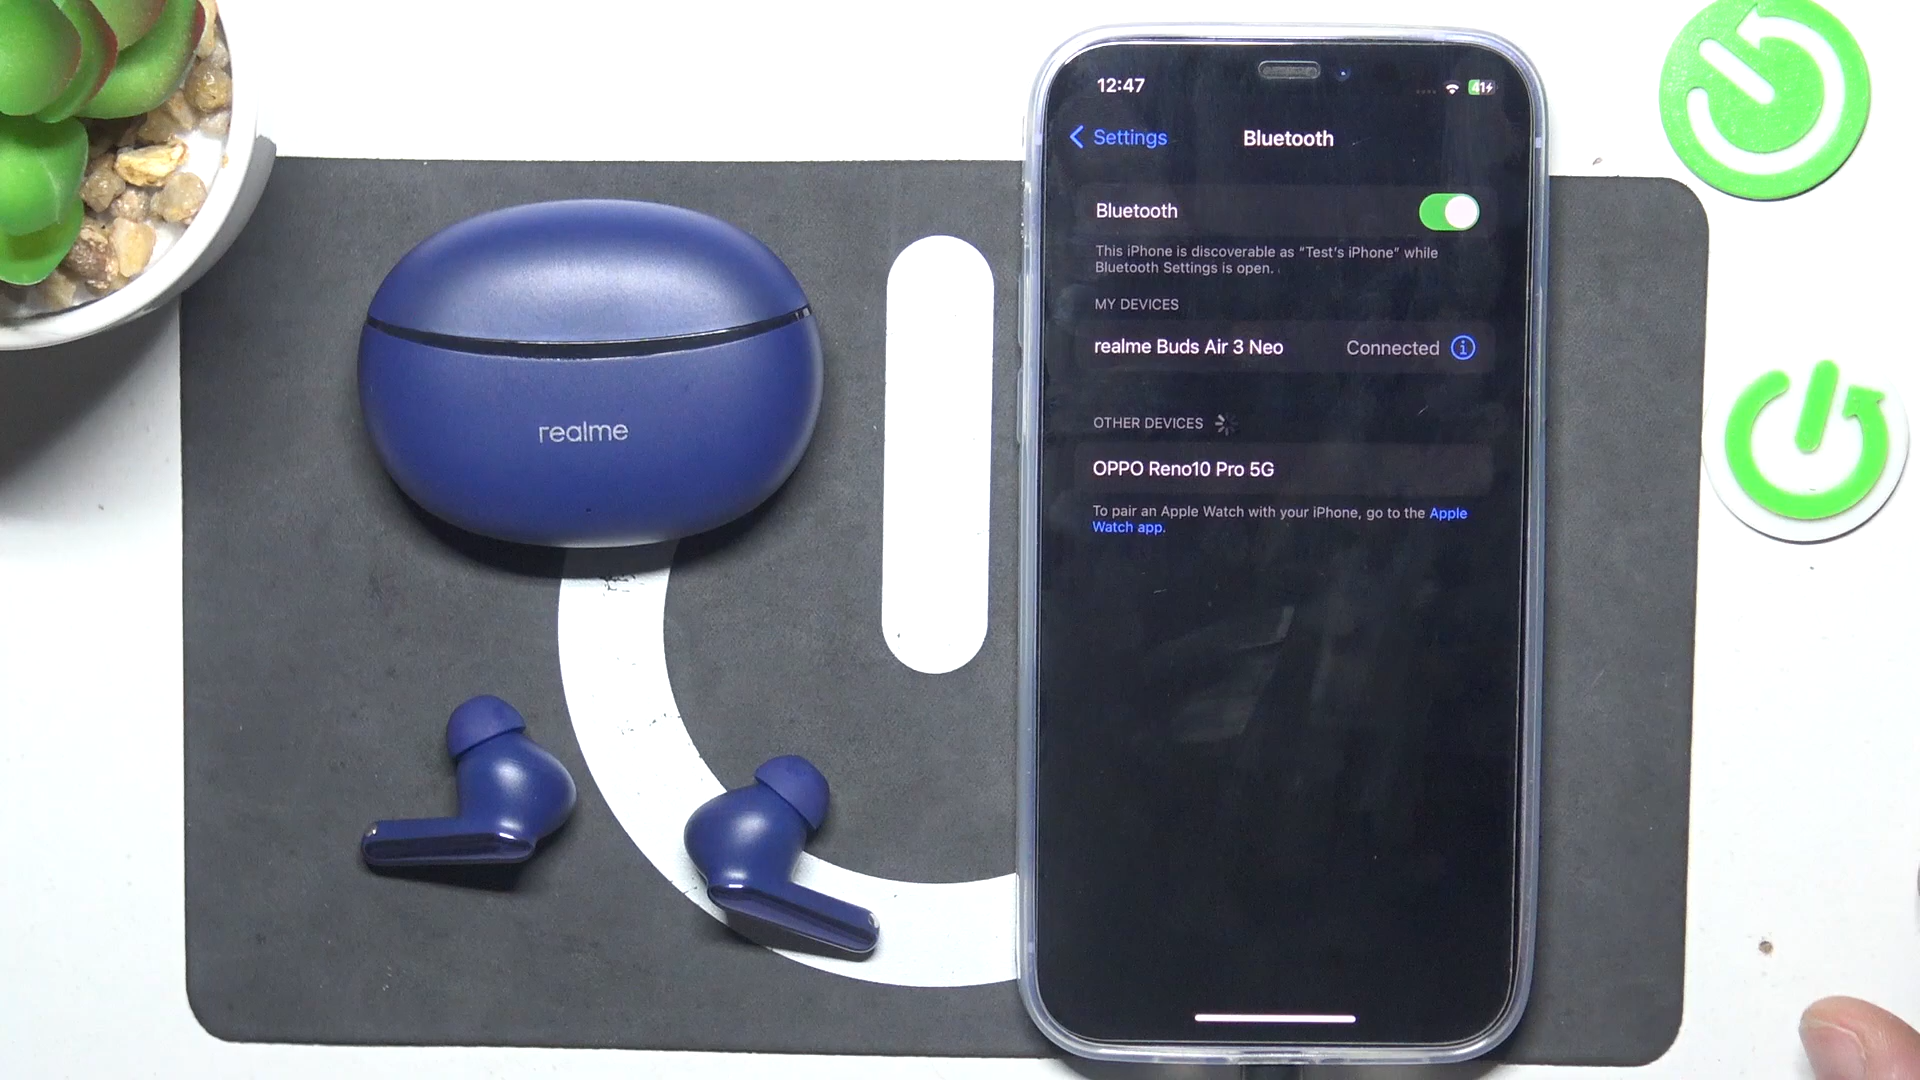 realme
12:47
41
Settings
Bluetooth
Bluetooth
This iPhone is discoverable as “Test’s iPhone” while
Bluetooth Settings is open.
MY DEVICES
realme Buds Air 3 Neo Connected
OTHER DEVICES
OPPO Reno10 Pro 5G
To pair an Apple Watch with your iPhone, go to the Apple
Watch app.